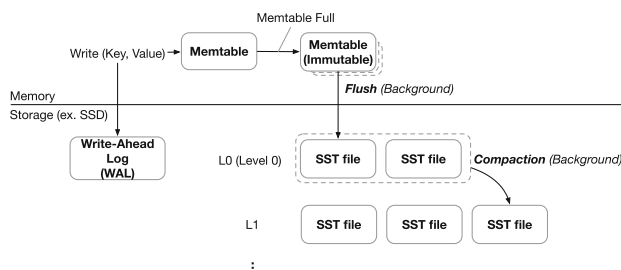 Memtable Full
Write (Key, Value)
Memtable
Memtable
(Immutable)
Flush (Background)
Memory
Storage (ex. SSD)
Write-Ahead
Log
(WAL)
L0 (Level 0)
SST file
SST file
Compaction (Background)
L1
SST file
SST file
SST file
⋮